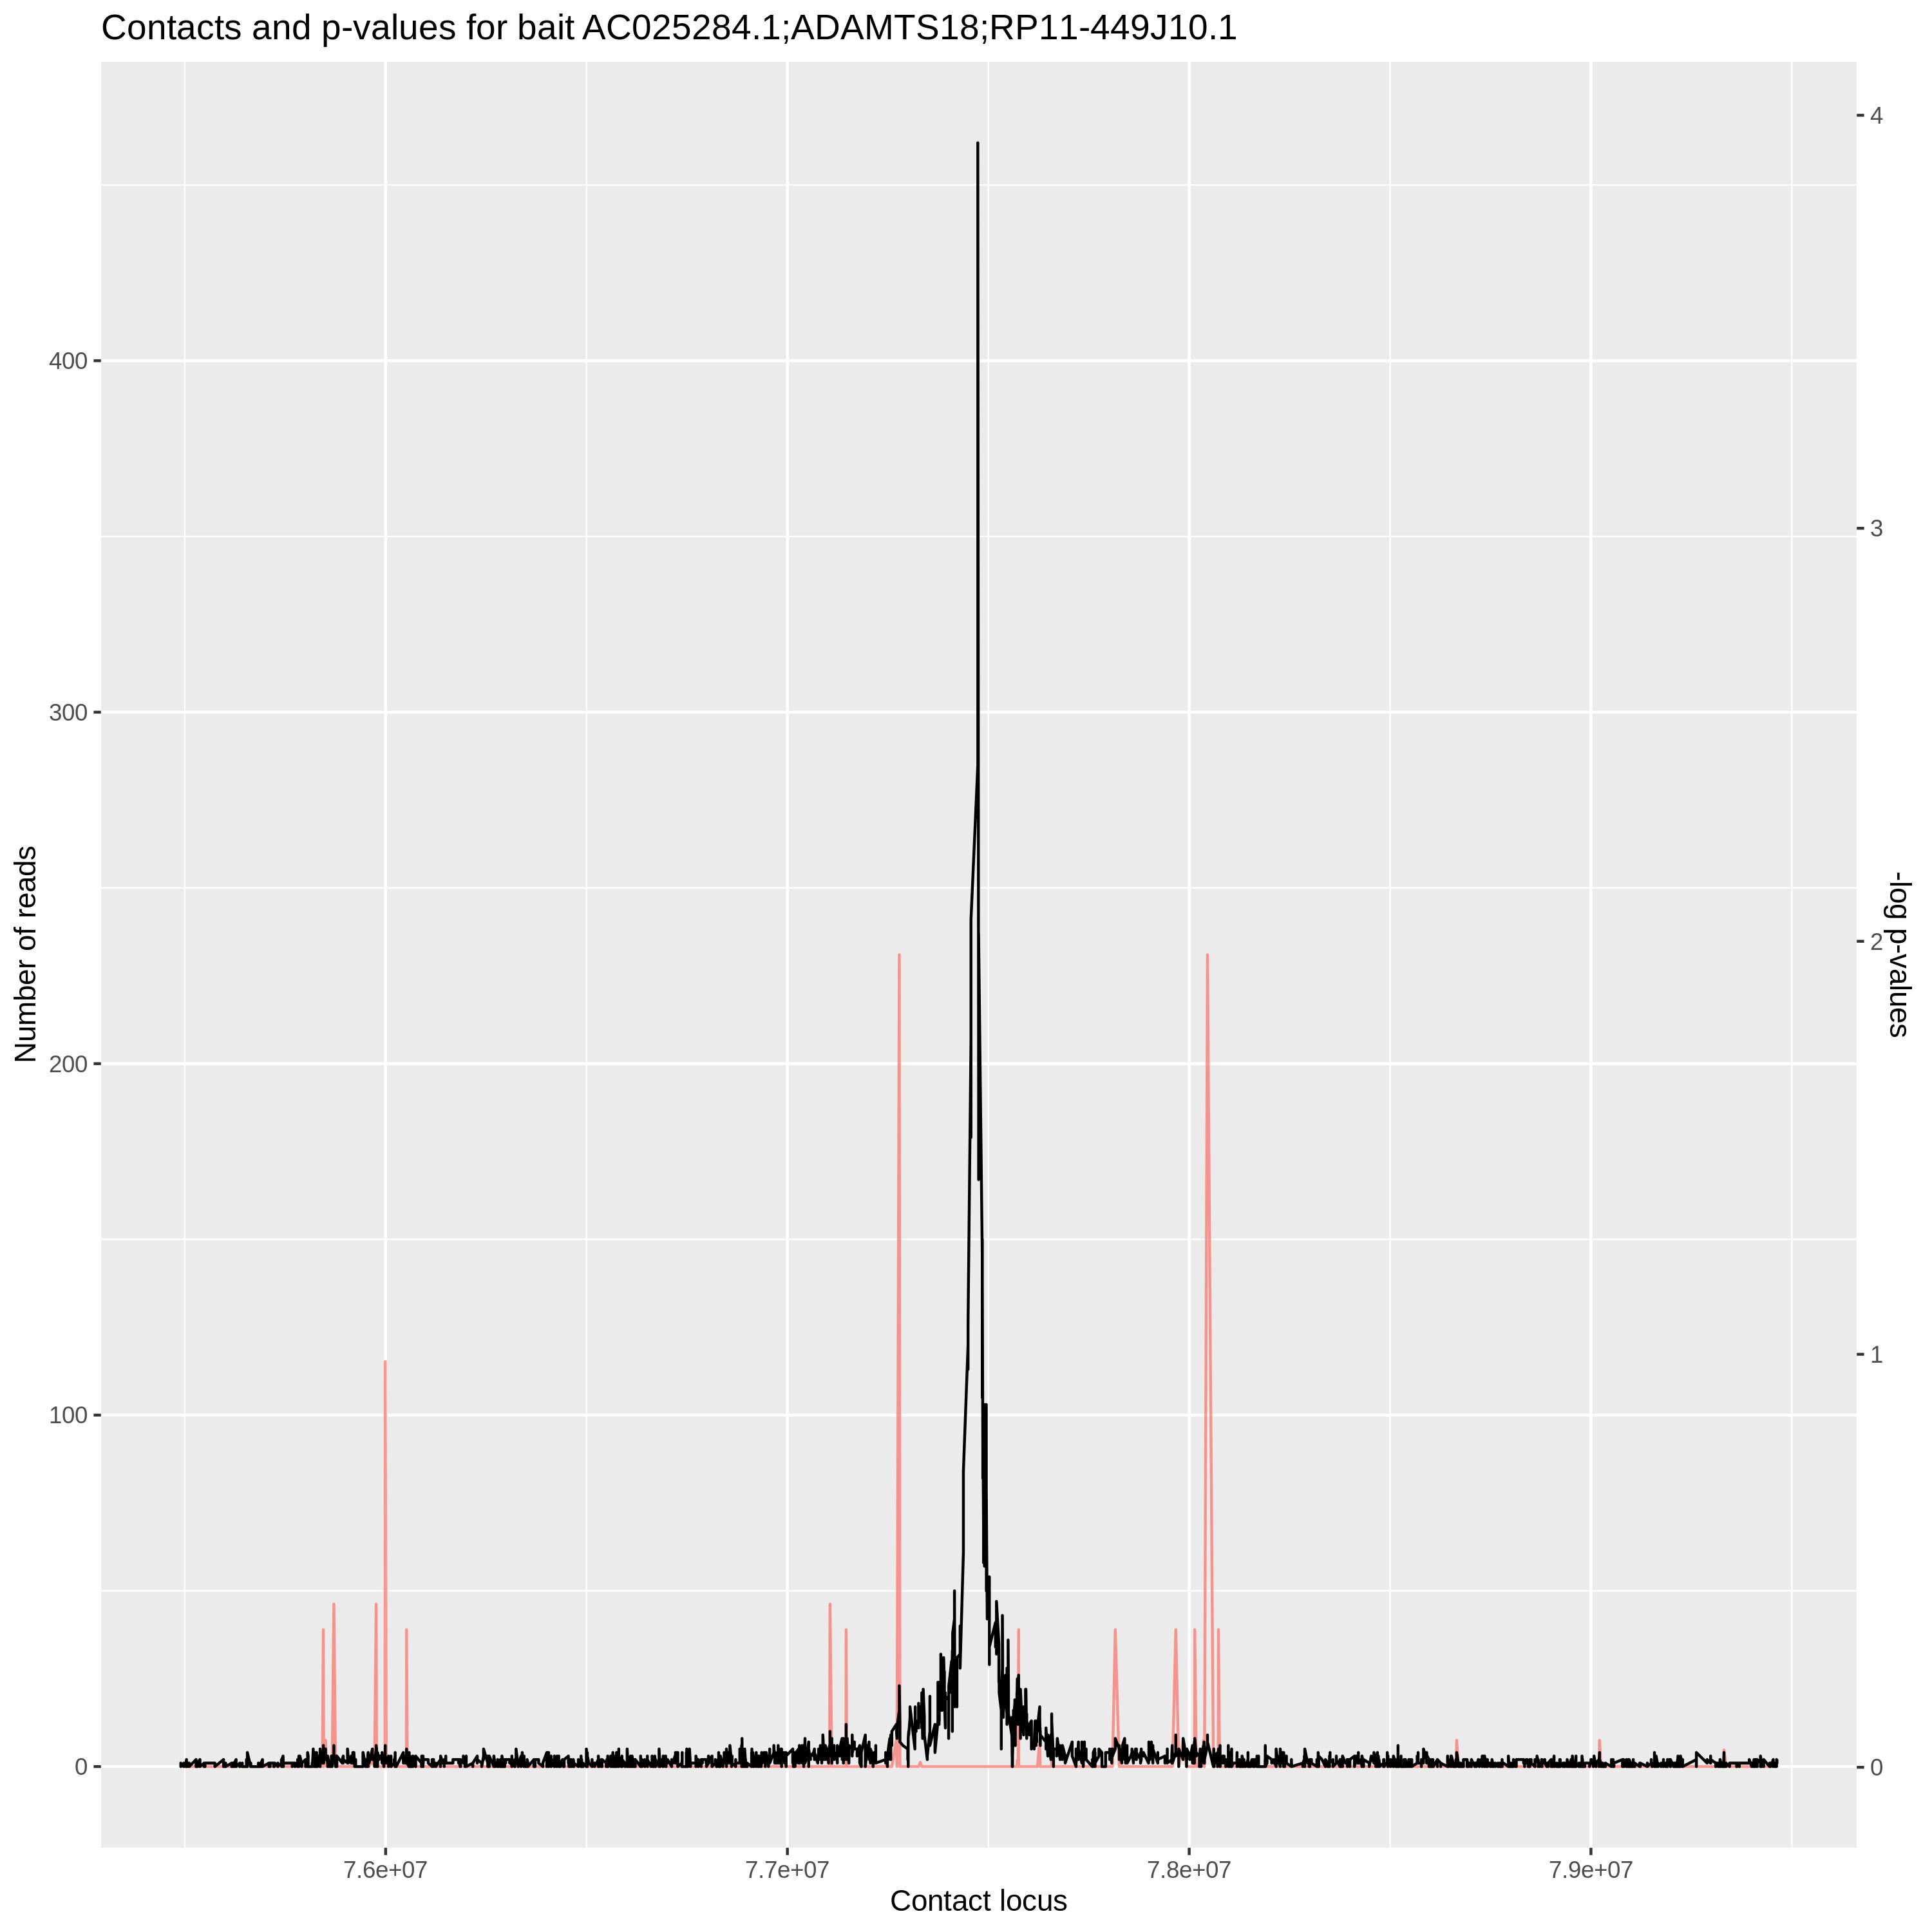 Contacts and p-values for bait AC025284.1;ADAMTS18;RP11-449J10.1
Number of reads
400
300
200
100
0
4
3
2
1
0
-log p-values
7.6e+07 7.7e+07 7.8e+07 7.9e+07
Contact locus